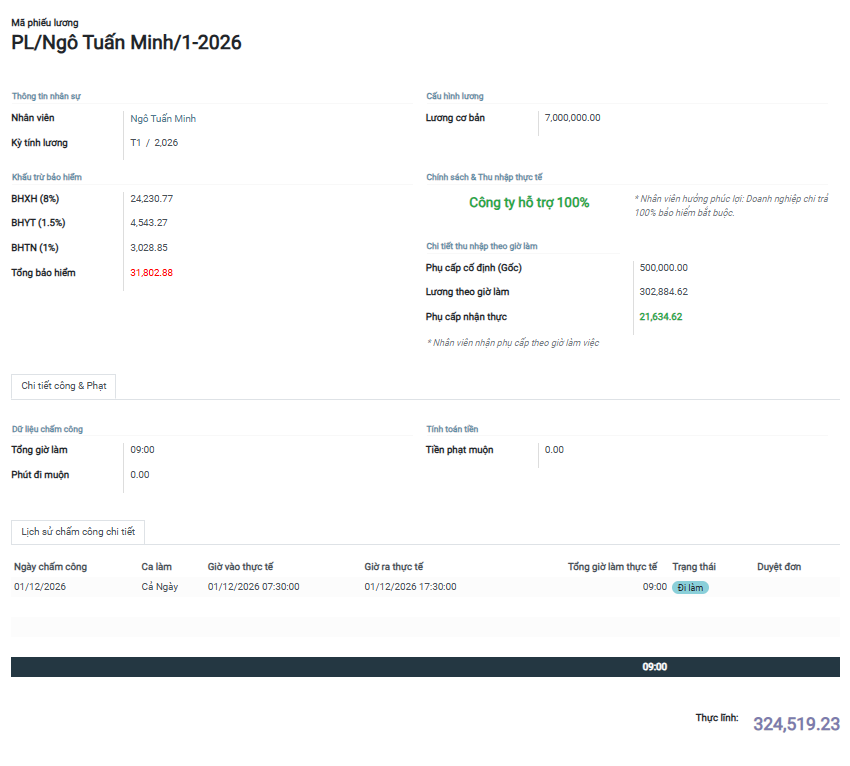 Mã phiếu lương
PL/Ngô Tuấn Minh/1-2026
Thông tin nhân sự
Nhân viên Ngô Tuấn Minh
Kỳ tính lương T1 / 2,026
Cấu hình lương
Lương cơ bản 7,000,000.00
Khấu trừ bảo hiểm
BHXH (8%) 24,230.77
BHYT (1.5%) 4,543.27
BHTN (1%) 3,028.85
Tổng bảo hiểm 31,802.88
Chính sách & Thu nhập thực tế
Công ty hỗ trợ 100%
* Nhân viên hưởng phúc lợi: Doanh nghiệp chi trả
100% bảo hiểm bắt buộc.
Chi tiết thu nhập theo giờ làm
Phụ cấp cố định (Gốc) 500,000.00
Lương theo giờ làm 302,884.62
Phụ cấp nhận thực 21,634.62
* Nhân viên nhận phụ cấp theo giờ làm việc
Chi tiết công & Phạt
Dữ liệu chấm công
Tổng giờ làm 09:00
Phút đi muộn 0.00
Tính toán tiền
Tiền phạt muộn 0.00
Lịch sử chấm công chi tiết
Ngày chấm công Ca làm Giờ vào thực tế Giờ ra thực tế Tổng giờ làm thực tế Trạng thái Duyệt đơn
01/12/2026 Cả Ngày 01/12/2026 07:30:00 01/12/2026 17:30:00 09:00 Đi làm
09:00
Thực lĩnh: 324,519.23